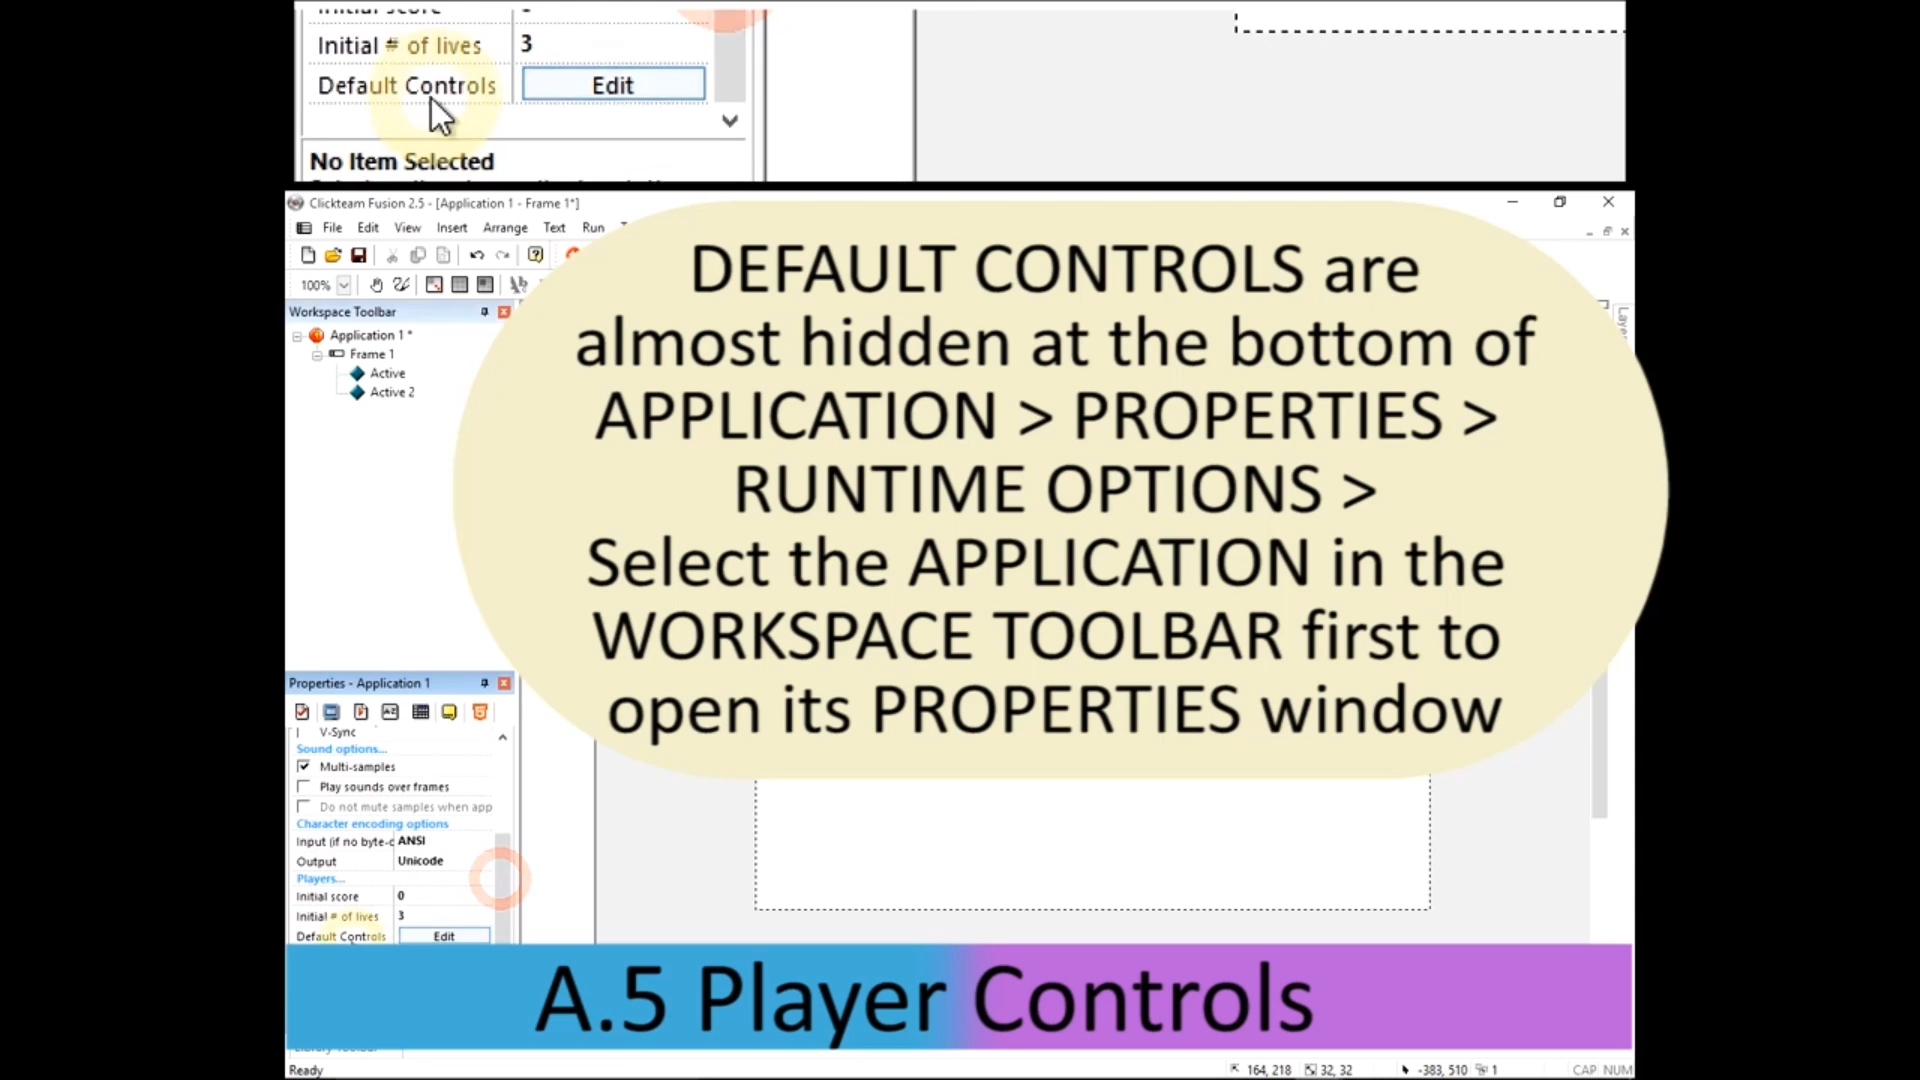 Initial # of lives 3
Default Controls Edit
No Item Selected
Clickteam Fusion 2.5 - [Application 1 - Frame 1*]
File Edit View Insert Arrange Text Run
100%
Workspace Toolbar
Application 1 *
Frame 1
Active
Active 2
DEFAULT CONTROLS are
almost hidden at the bottom of
APPLICATION > PROPERTIES >
RUNTIME OPTIONS >
Select the APPLICATION in the
WORKSPACE TOOLBAR first to
open its PROPERTIES window
Properties - Application 1
V-Sync
Sound options...
Multi-samples
Play sounds over frames
Do not mute samples when app
Character encoding options
Input (if no byte-c ANSI
Output Unicode
Players...
Initial score 0
Initial # of lives 3
Default Controls Edit
A.5 Player Controls
Ready 164, 218 32, 32 -383, 510 1 CAP NUM